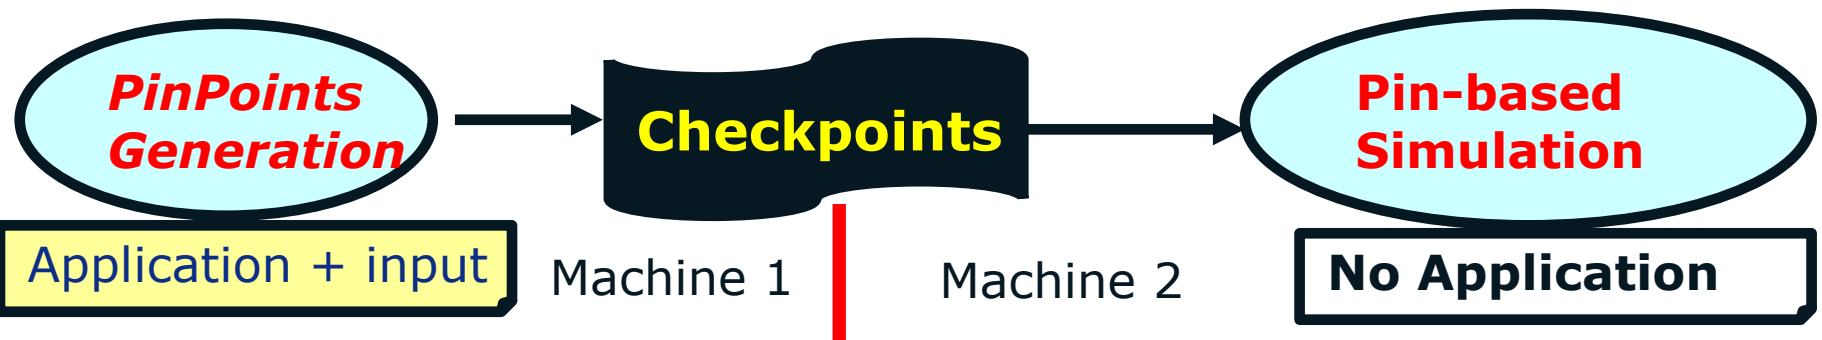 PinPoints
Generation
Checkpoints
Pin-based
Simulation
Application + input
Machine 1
Machine 2
No Application